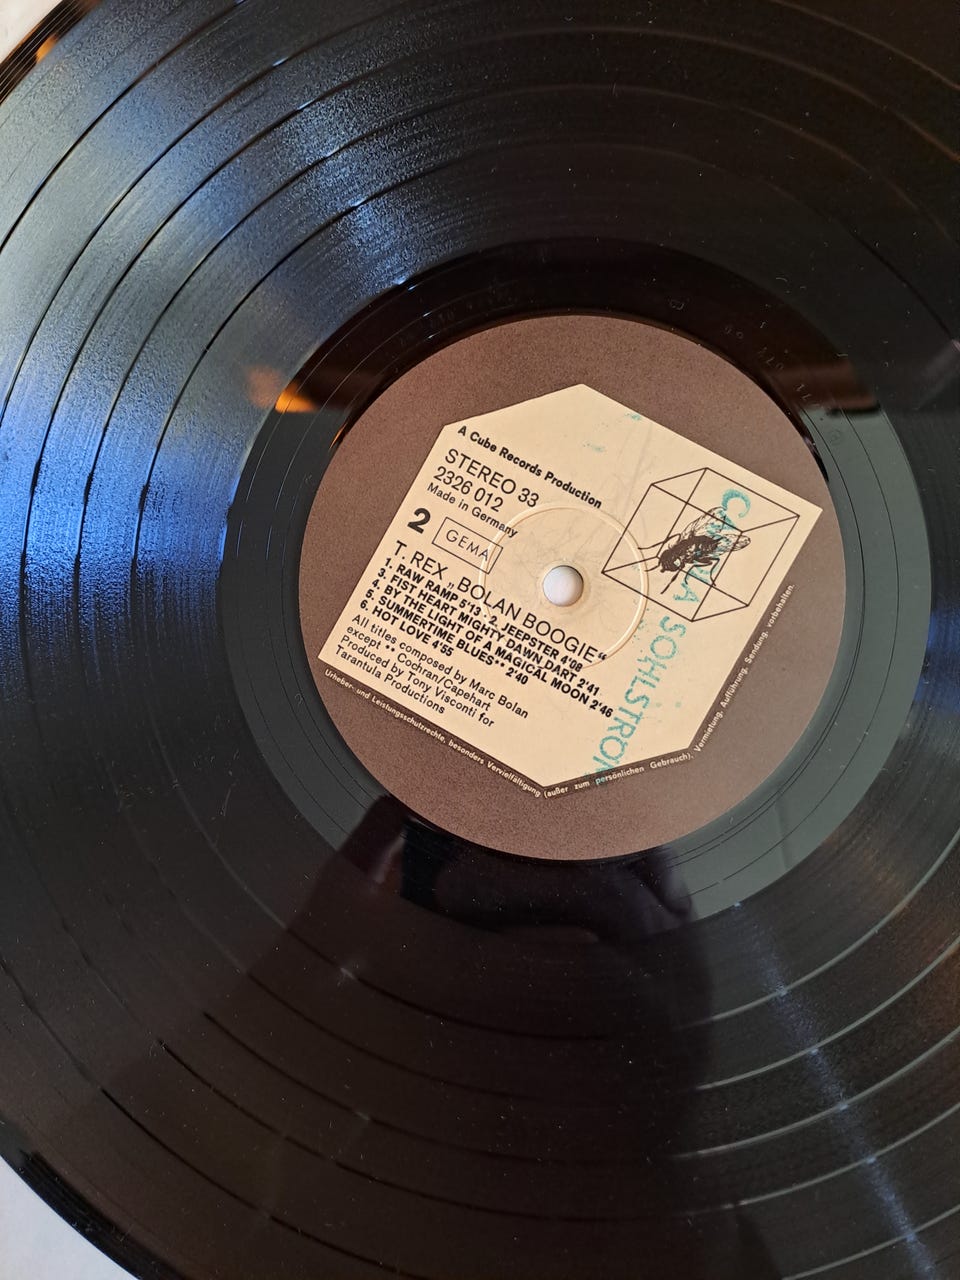 A Cube Records Production
STEREO 33
2326 012
Made in Germany
2
GEMA
T. REX „BOLAN BOOGIE“
1. RAW RAMP 5'13 · 2. JEEPSTER 4'08
3. FIST HEART MIGHTY DAWN DART 2'41
4. BY THE LIGHT OF A MAGICAL MOON 2'46
5. SUMMERTIME BLUES** 2'40
6. HOT LOVE 4'55
All titles composed by Marc Bolan
except ** Cochran/Capehart
Produced by Tony Visconti for
Tarantula Productions
Urheber- und Leistungsschutzrechte, besonders Vervielfältigung (außer zum persönlichen Gebrauch), Vermietung, Aufführung, Sendung, vorbehalten.